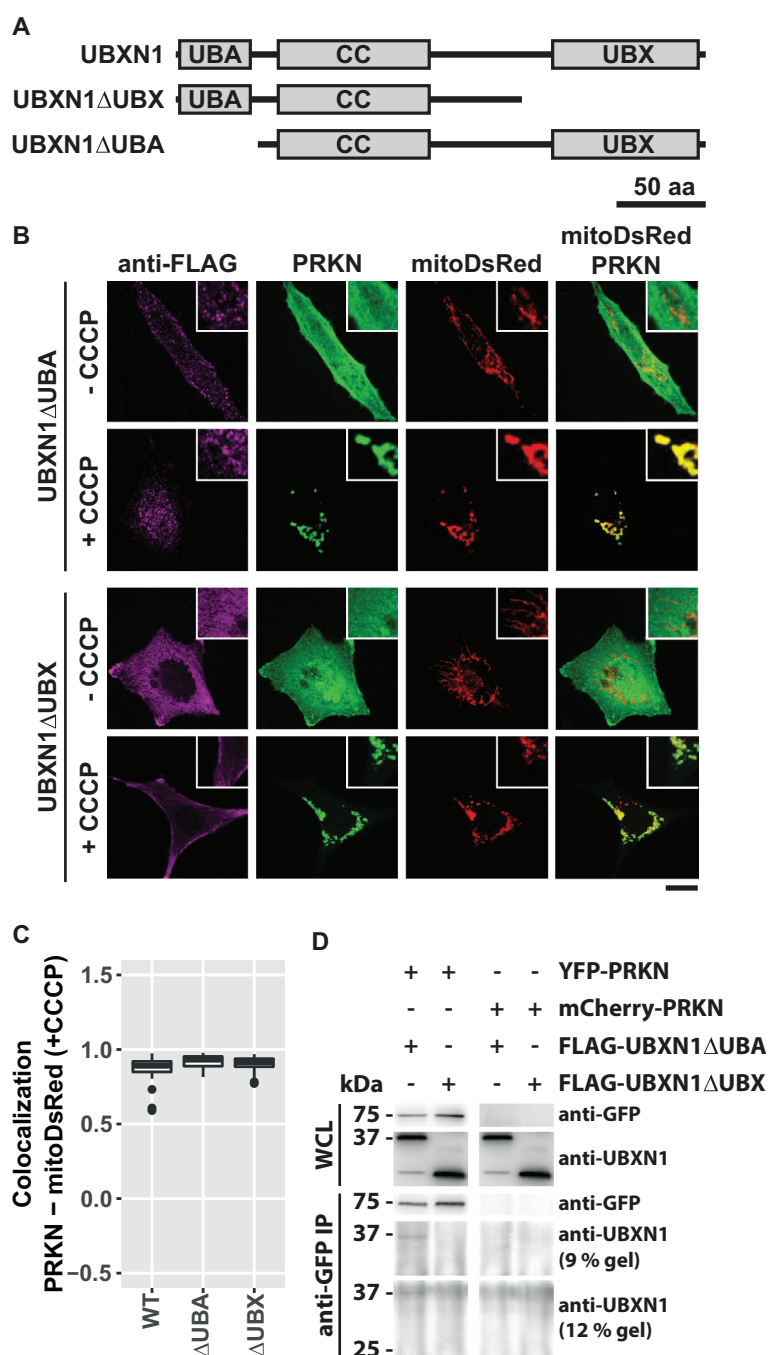 A
UBXN1 UBA CC UBX
UBXN1ΔUBX UBA CC
UBXN1ΔUBA CC UBX
50 aa
B
anti-FLAG PRKN mitoDsRed mitoDsRed PRKN
UBXN1ΔUBA
- CCCP
+ CCCP
UBXN1ΔUBX
- CCCP
+ CCCP
C
Colocalization
PRKN – mitoDsRed (+CCCP)
1.5
1.0
0.5
0.0
−0.5
WT ΔUBA ΔUBX
D
+ + - - YFP-PRKN
- - + + mCherry-PRKN
+ - + - FLAG-UBXN1ΔUBA
kDa - + - + FLAG-UBXN1ΔUBX
WCL
75 - anti-GFP
37 - anti-UBXN1
anti-GFP IP
75 - anti-GFP
37 - anti-UBXN1
(9 % gel)
37 - anti-UBXN1
(12 % gel)
25 -